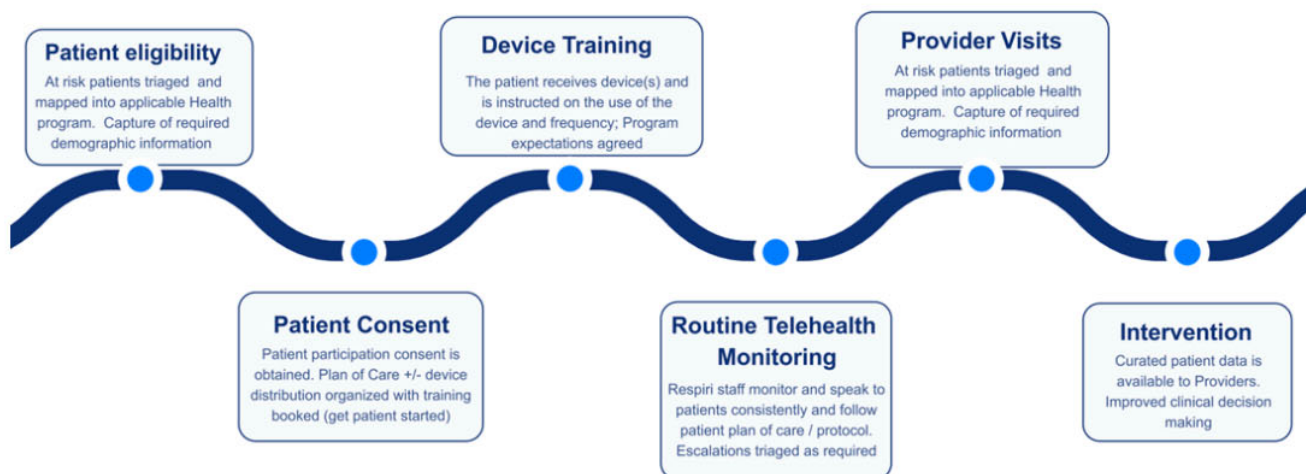 Patient eligibility
At risk patients triaged and
mapped into applicable Health
program. Capture of required
demographic information
Patient Consent
Patient participation consent is
obtained. Plan of Care +/- device
distribution organized with training
booked (get patient started)
Device Training
The patient receives device(s) and
is instructed on the use of the
device and frequency; Program
expectations agreed
Routine Telehealth
Monitoring
Respiri staff monitor and speak to
patients consistently and follow
patient plan of care / protocol.
Escalations triaged as required
Provider Visits
At risk patients triaged and
mapped into applicable Health
program. Capture of required
demographic information
Intervention
Curated patient data is
available to Providers.
Improved clinical decision
making